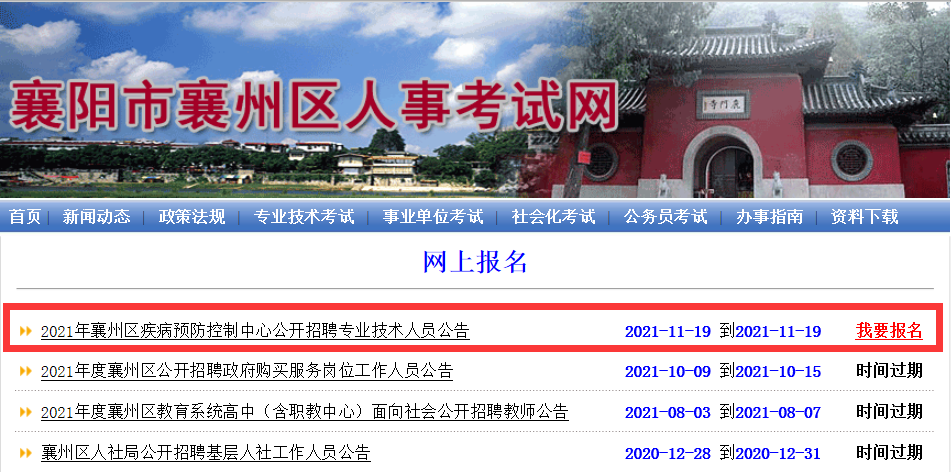 襄阳市襄州区人事考试网
廣門寺
首页 | 新闻动态 | 政策法规 | 专业技术考试 | 事业单位考试 | 社会化考试 | 公务员考试 | 办事指南 | 资料下载
网上报名
2021年襄州区疾病预防控制中心公开招聘专业技术人员公告 2021-11-19 到2021-11-19 我要报名
2021年度襄州区公开招聘政府购买服务岗位工作人员公告 2021-10-09 到2021-10-15 时间过期
2021年度襄州区教育系统高中（含职教中心）面向社会公开招聘教师公告 2021-08-03 到2021-08-07 时间过期
襄州区人社局公开招聘基层人社工作人员公告 2020-12-28 到2020-12-31 时间过期